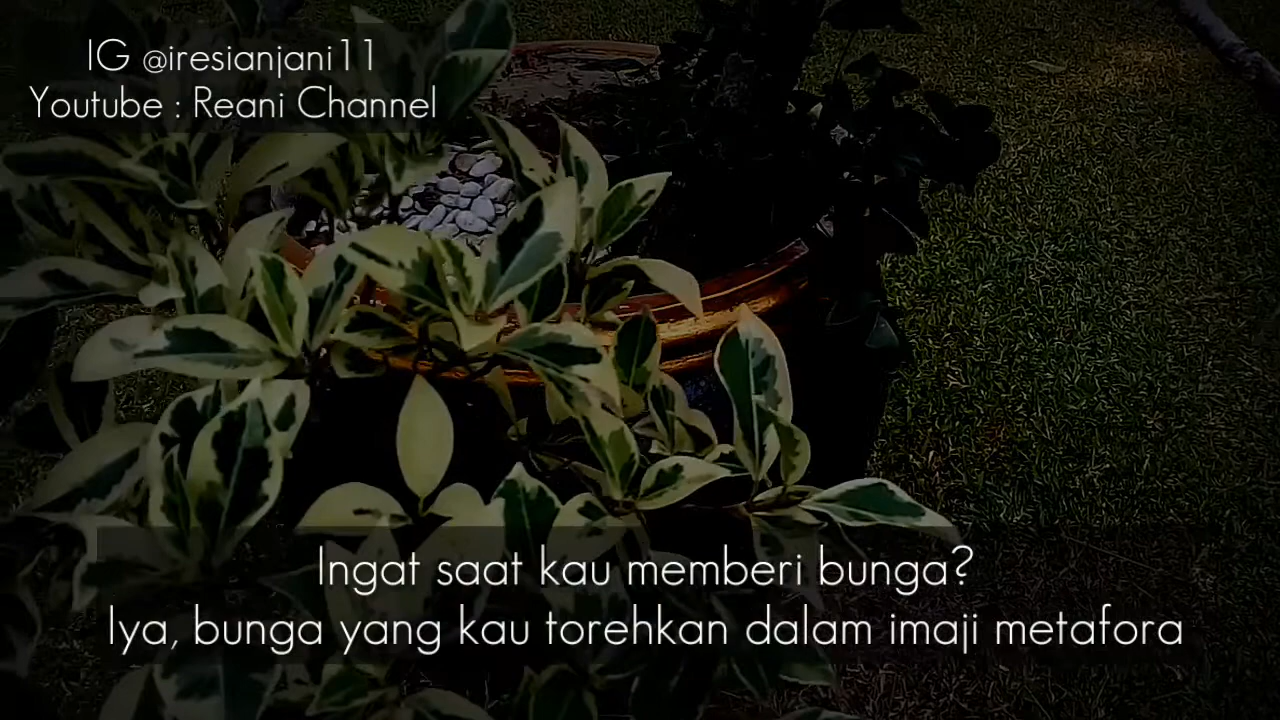 IG @iresianjani11
Youtube : Reani Channel
Ingat saat kau memberi bunga?
Iya, bunga yang kau torehkan dalam imaji metafora